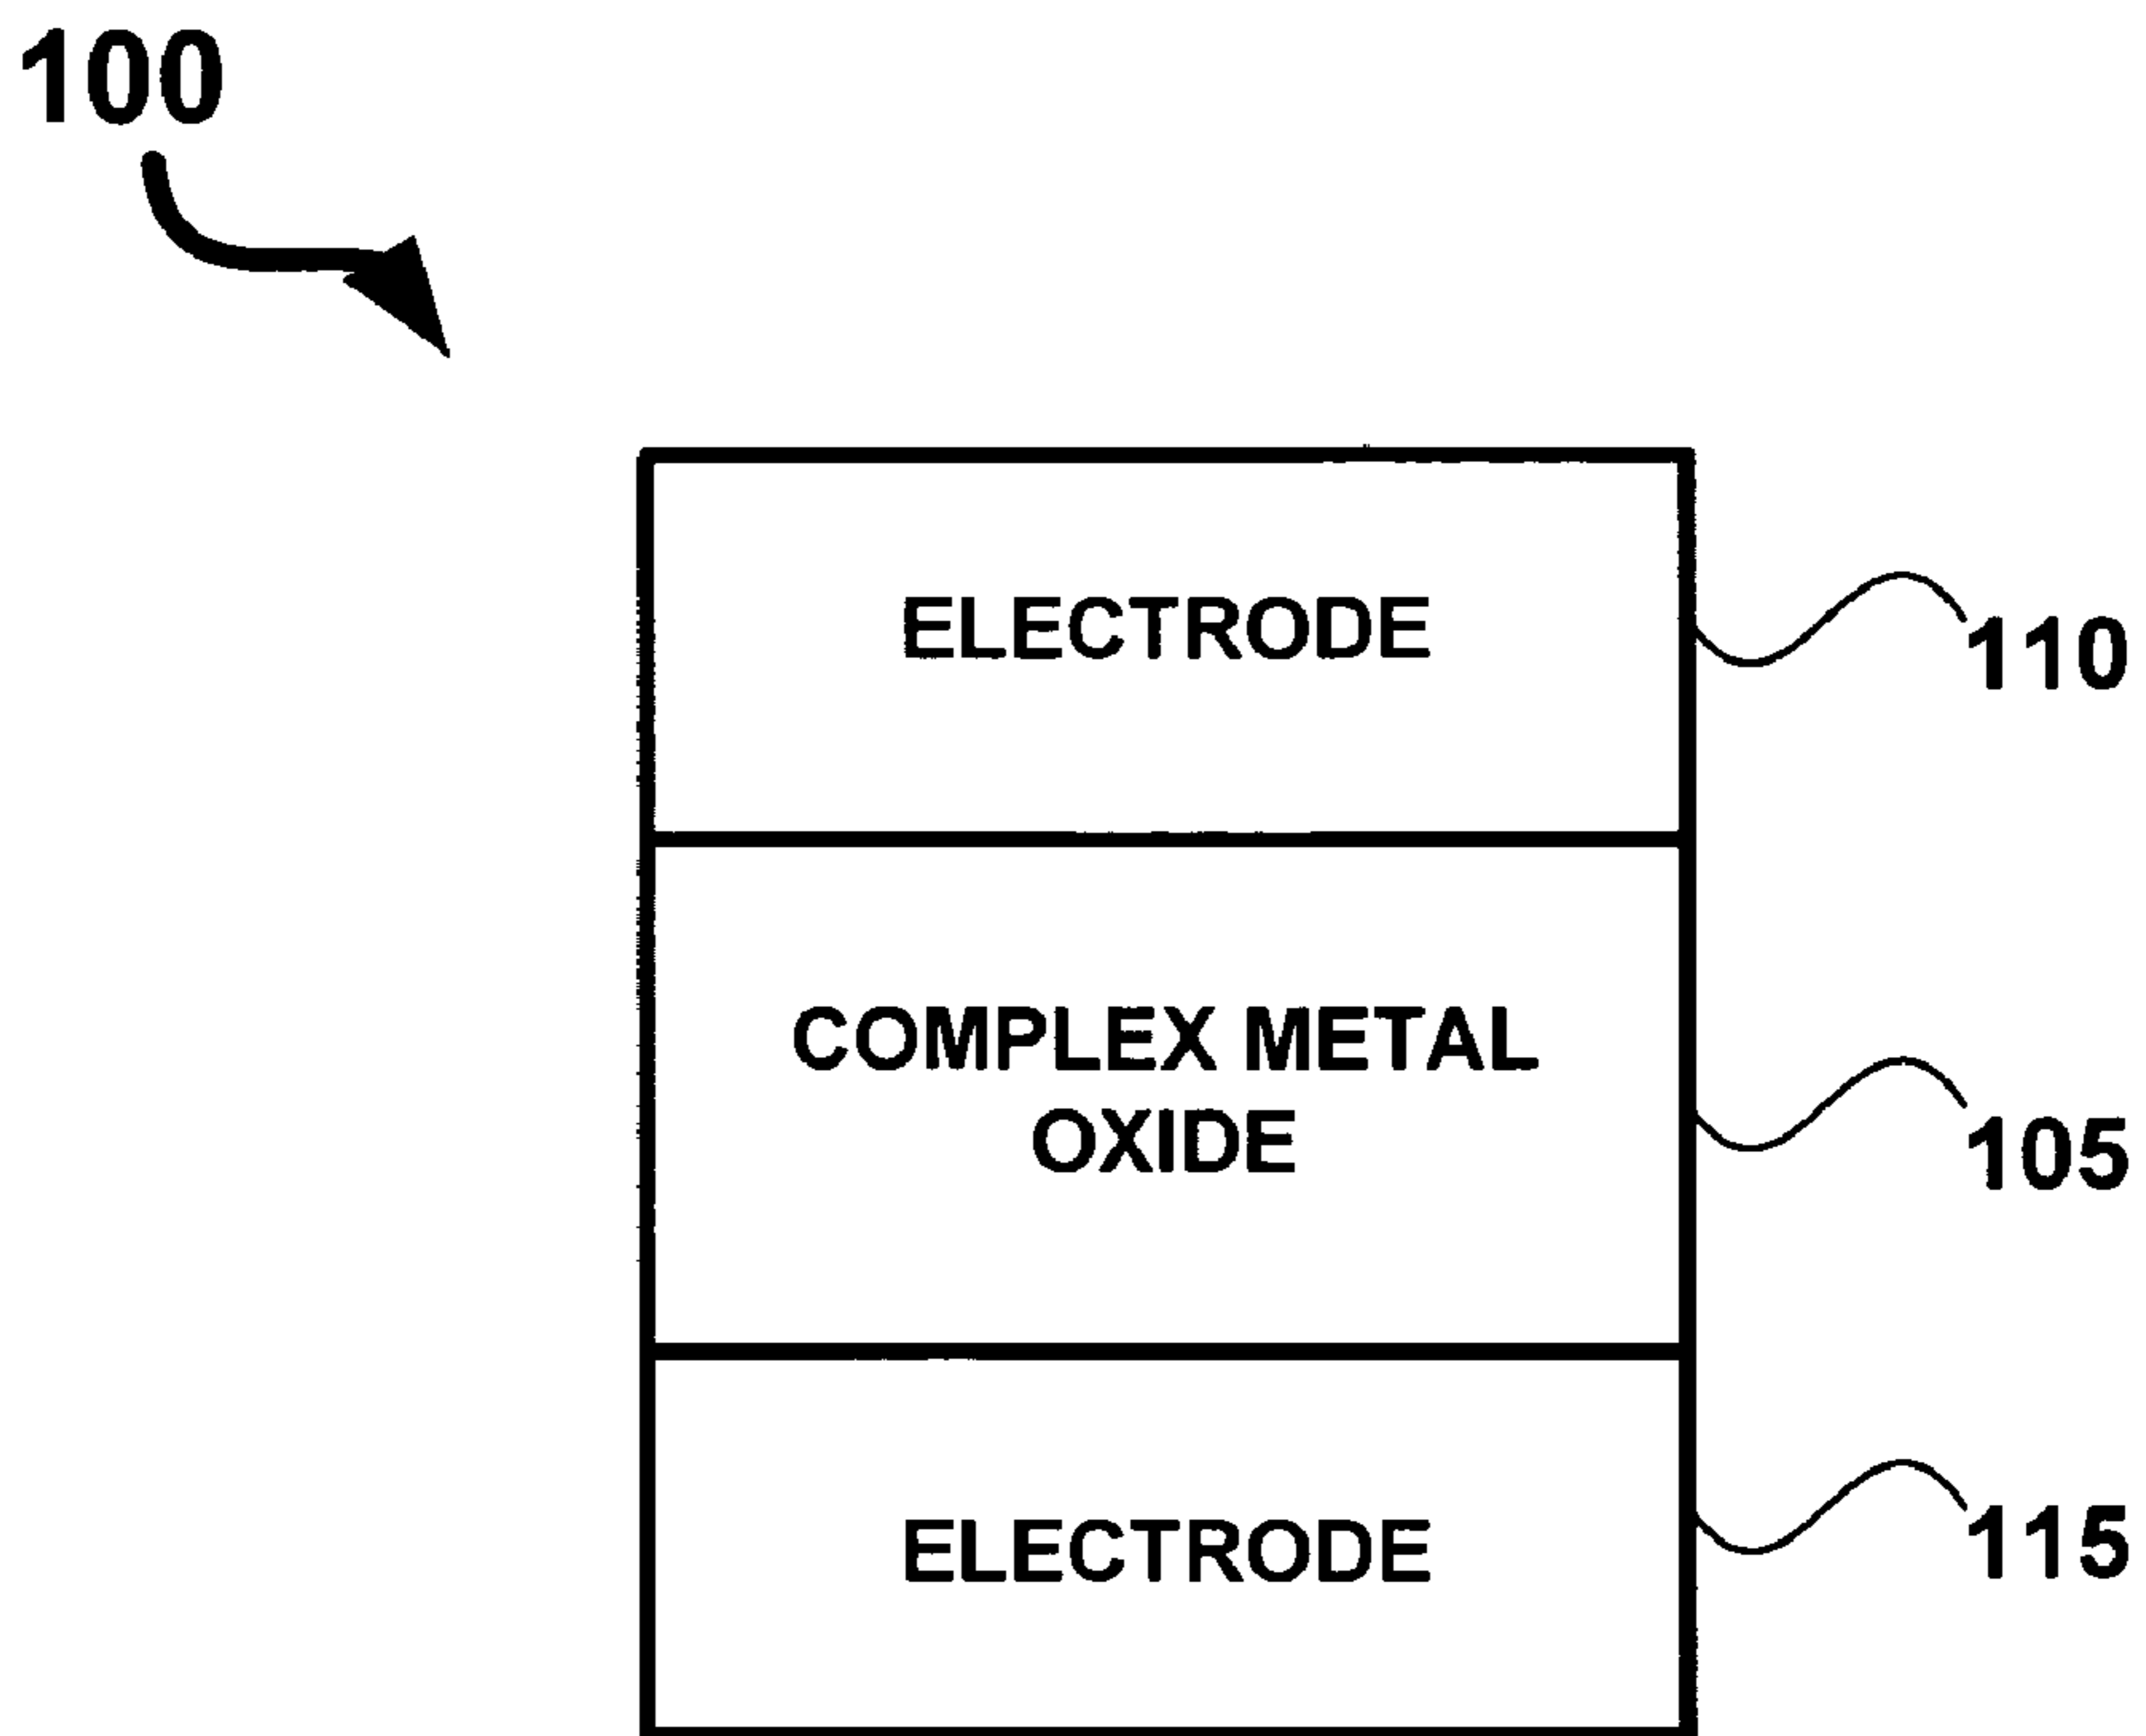 100
ELECTRODE
110
COMPLEX METAL
OXIDE
105
ELECTRODE
115